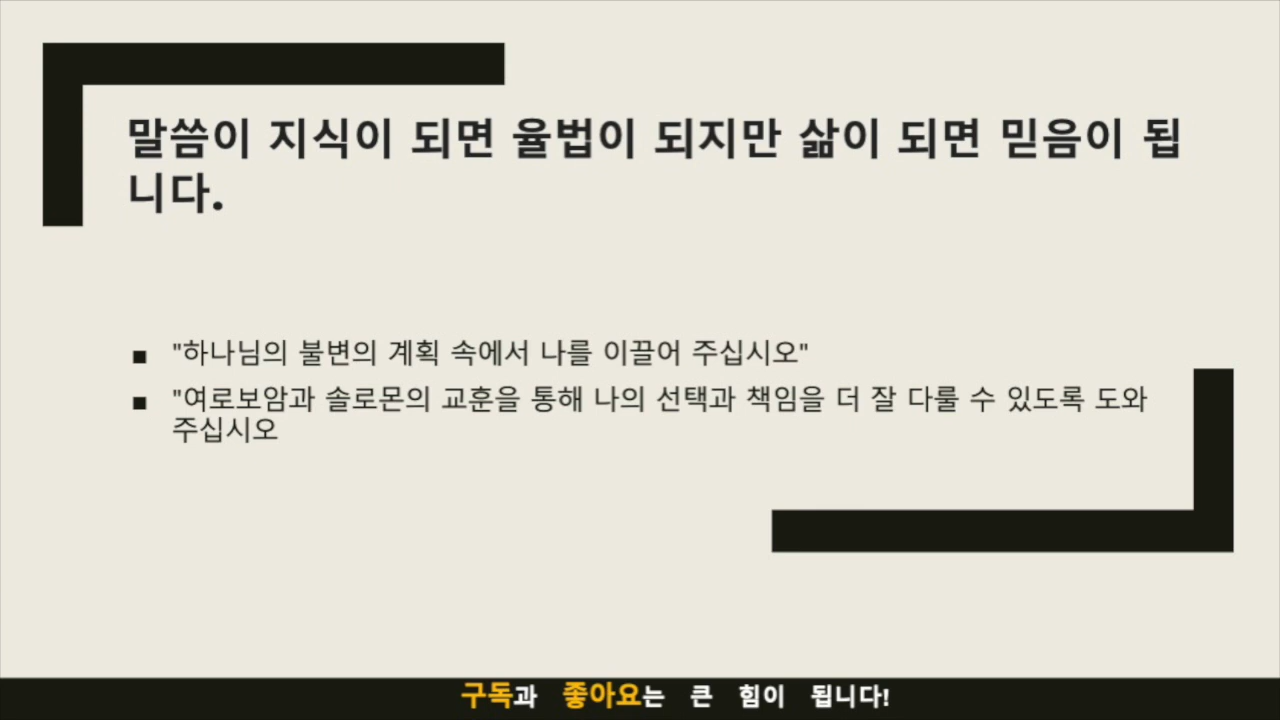 말씀이 지식이 되면 율법이 되지만 삶이 되면 믿음이 됩
니다.
■ "하나님의 불변의 계획 속에서 나를 이끌어 주십시오"
■ "여로보암과 솔로몬의 교훈을 통해 나의 선택과 책임을 더 잘 다룰 수 있도록 도와
주십시오
구독과 좋아요는 큰 힘이 됩니다!